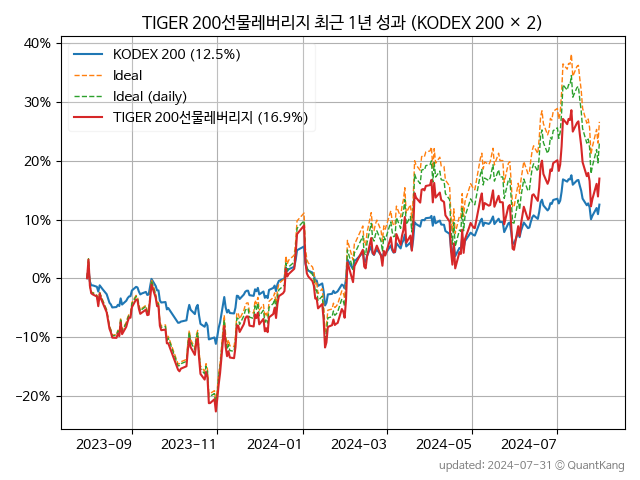 TIGER 200선물레버리지 최근 1년 성과 (KODEX 200 × 2)
40%
30%
20%
10%
0%
−10%
−20%
KODEX 200 (12.5%)
Ideal
Ideal (daily)
TIGER 200선물레버리지 (16.9%)
2023-09
2023-11
2024-01
2024-03
2024-05
2024-07
updated: 2024-07-31 © QuantKang